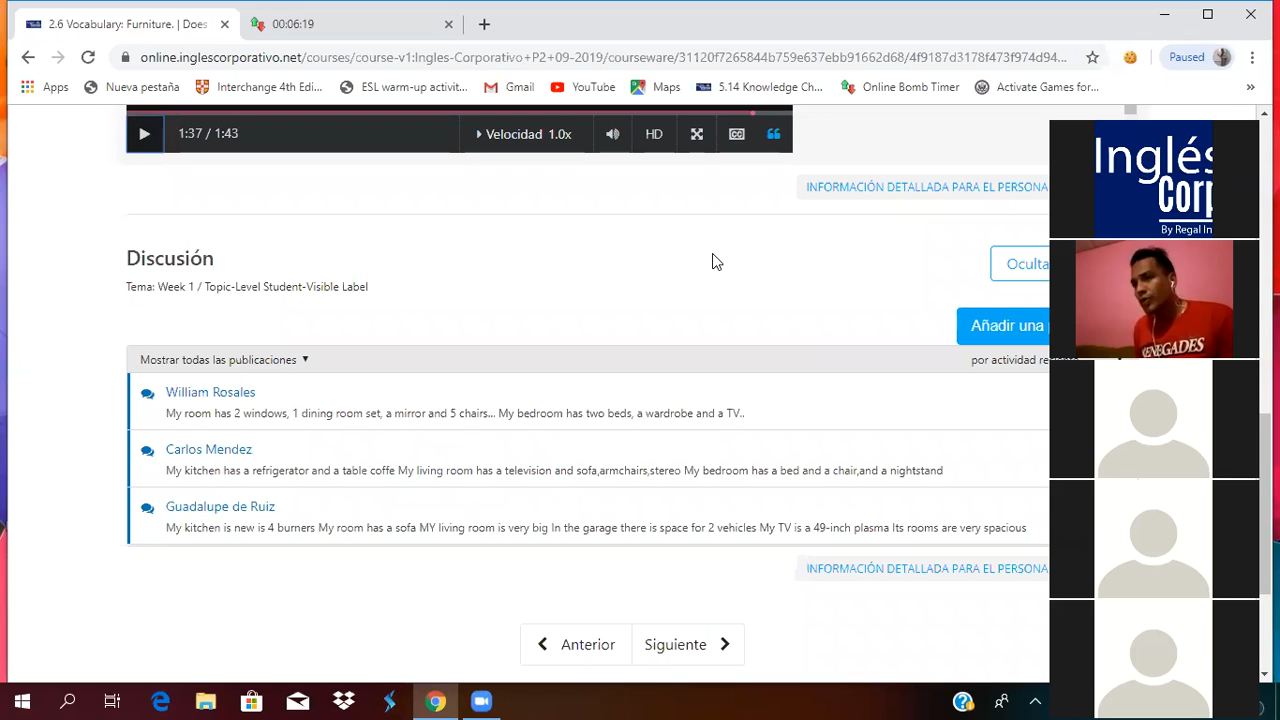 2.6 Vocabulary: Furniture. | Does
00:06:19
online.inglescorporativo.net/courses/course-v1:Ingles-Corporativo+P2+09-2019/courseware/31120f7265844b759e637ebb91662d68/4f9187d3178f473f974d94...
Paused
Apps
Nueva pestaña
Interchange 4th Edi...
ESL warm-up activit...
Gmail
YouTube
Maps
5.14 Knowledge Ch...
Online Bomb Timer
Activate Games for...
»
1:37 / 1:43
Velocidad 1.0x
HD
INFORMACIÓN DETALLADA PARA EL PERSONA
Discusión
Oculta
Tema: Week 1 / Topic-Level Student-Visible Label
Añadir una
Mostrar todas las publicaciones
por actividad reciente
William Rosales
My room has 2 windows, 1 dining room set, a mirror and 5 chairs... My bedroom has two beds, a wardrobe and a TV..
Carlos Mendez
My kitchen has a refrigerator and a table coffe My living room has a television and sofa,armchairs,stereo My bedroom has a bed and a chair,and a nightstand
Guadalupe de Ruiz
My kitchen is new is 4 burners My room has a sofa MY living room is very big In the garage there is space for 2 vehicles My TV is a 49-inch plasma Its rooms are very spacious
INFORMACIÓN DETALLADA PARA EL PERSONA
Anterior
Siguiente
Inglés
Corp
By Regal In
RENEGADES